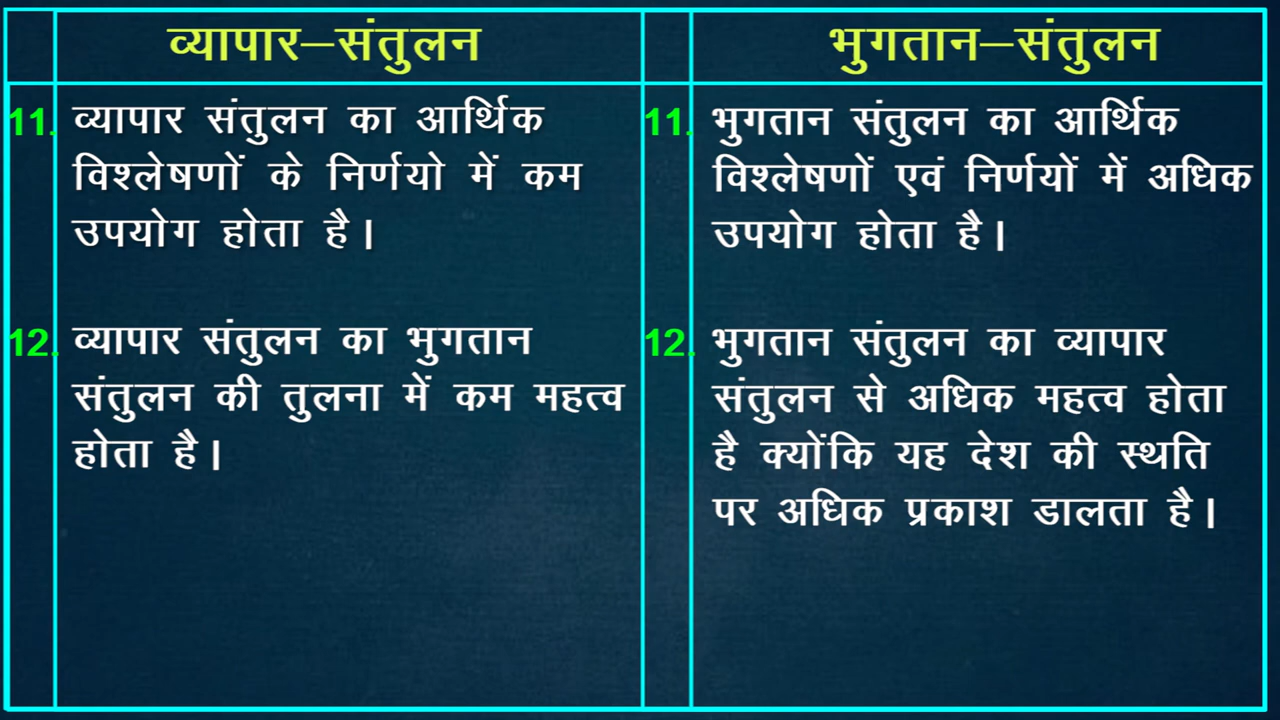 व्यापार–संतुलन
भुगतान–संतुलन
11. व्यापार संतुलन का आर्थिक
विश्लेषणों के निर्णयो में कम
उपयोग होता है।
11. भुगतान संतुलन का आर्थिक
विश्लेषणों एवं निर्णयों में अधिक
उपयोग होता है।
12. व्यापार संतुलन का भुगतान
संतुलन की तुलना में कम महत्व
होता है।
12. भुगतान संतुलन का व्यापार
संतुलन से अधिक महत्व होता
है क्योंकि यह देश की स्थति
पर अधिक प्रकाश डालता है।